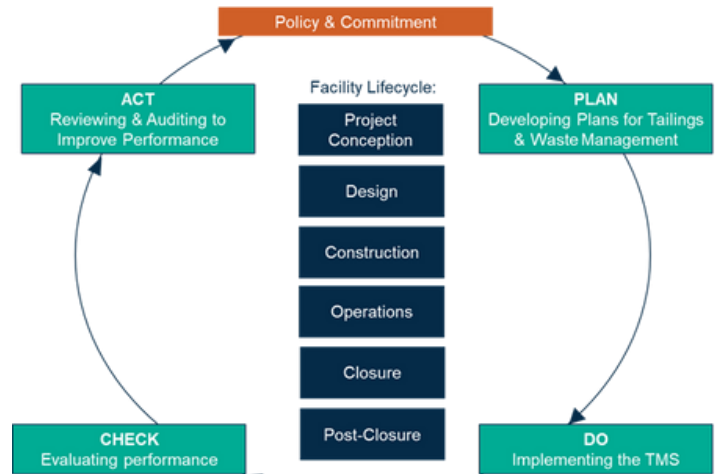 Policy & Commitment
ACT
Reviewing & Auditing to
Improve Performance
Facility Lifecycle:
PLAN
Developing Plans for Tailings
& Waste Management
Project
Conception
Design
Construction
Operations
Closure
Post-Closure
CHECK
Evaluating performance
DO
Implementing the TMS